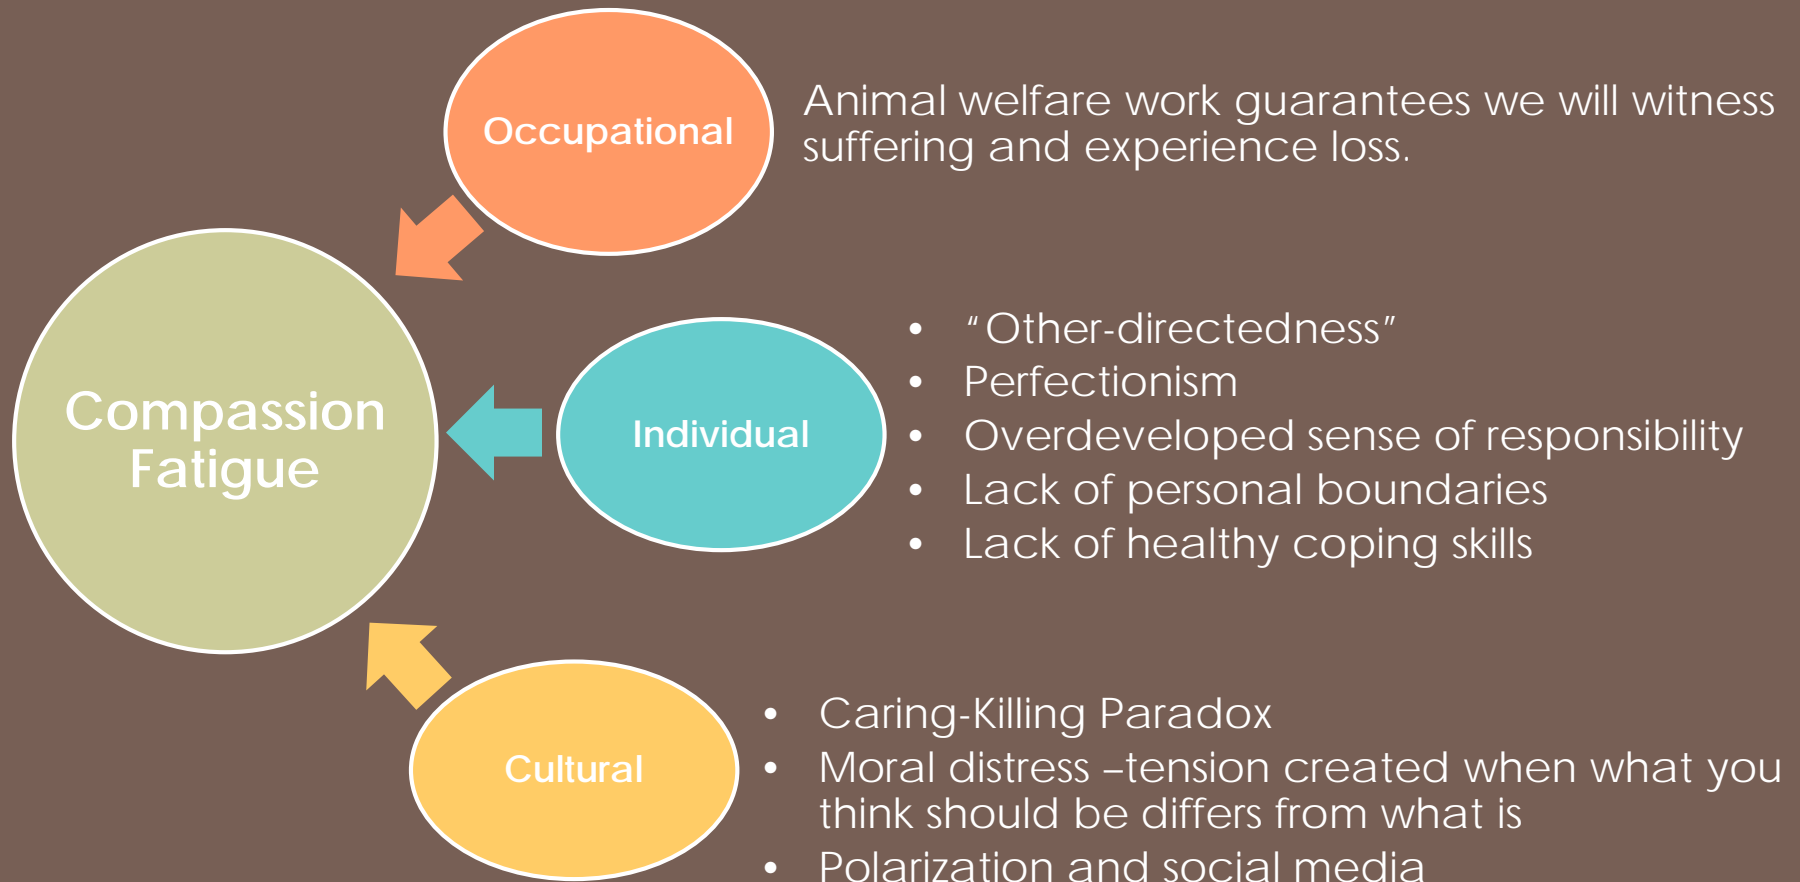 Occupational
Animal welfare work guarantees we will witness
suffering and experience loss.
Compassion
Fatigue
Individual
• “Other-directedness”
• Perfectionism
• Overdeveloped sense of responsibility
• Lack of personal boundaries
• Lack of healthy coping skills
Cultural
• Caring-Killing Paradox
• Moral distress –tension created when what you
think should be differs from what is
• Polarization and social media